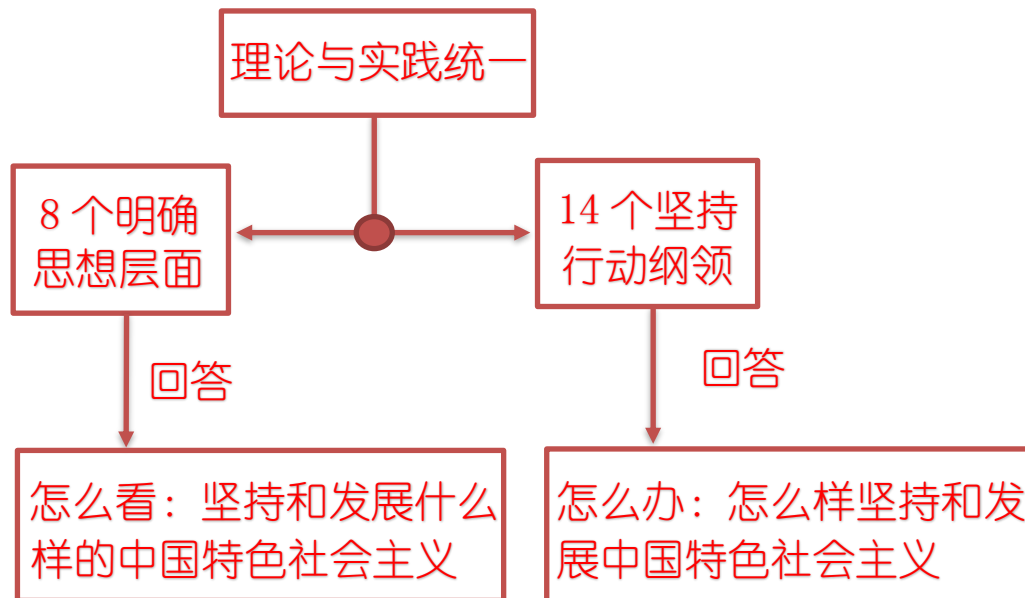 理论与实践统一
8个明确
思想层面
14个坚持
行动纲领
回答
回答
怎么看：坚持和发展什么
样的中国特色社会主义
怎么办：怎么样坚持和发
展中国特色社会主义